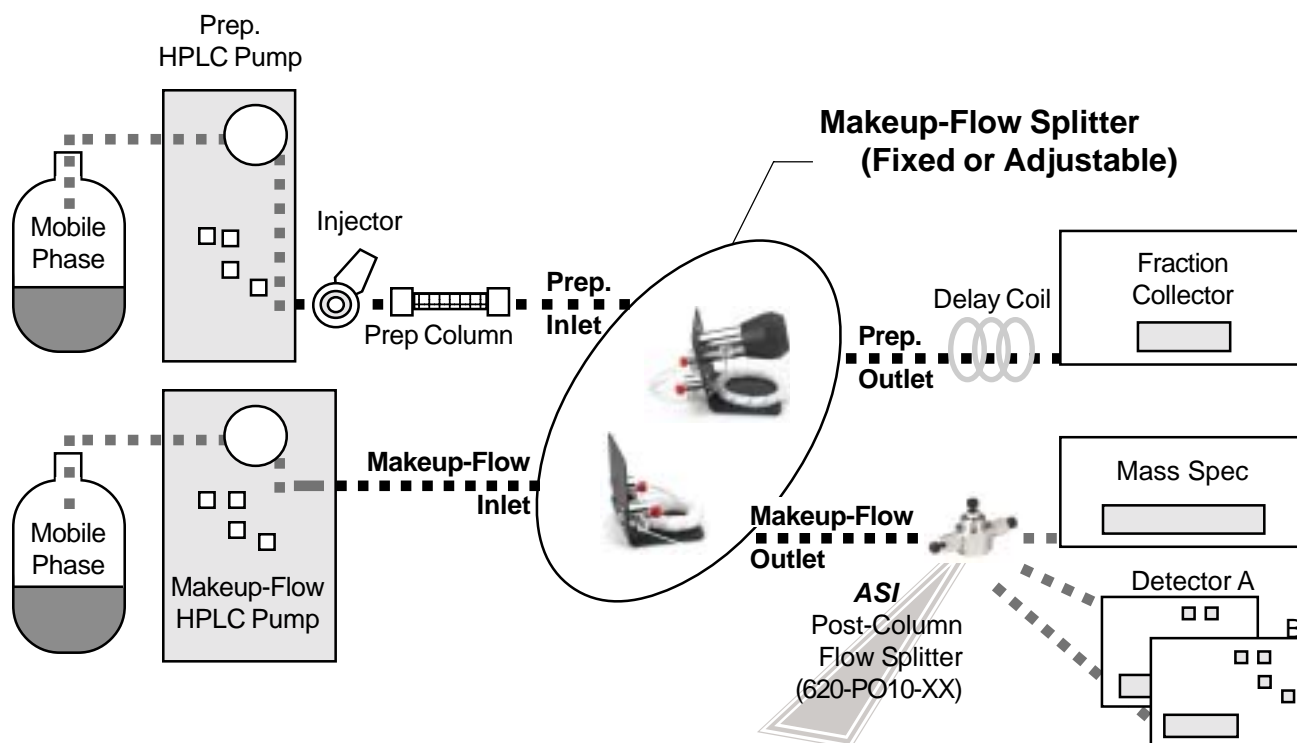 Prep.
HPLC Pump
Makeup-Flow Splitter
(Fixed or Adjustable)
Mobile
Phase
Injector
Prep Column
Prep.
Inlet
Delay Coil
Fraction
Collector
Prep.
Outlet
Makeup-Flow
Inlet
Mobile
Phase
Makeup-Flow
HPLC Pump
Makeup-Flow
Outlet
Mass Spec
ASI
Post-Column
Flow Splitter
(620-PO10-XX)
Detector A
B